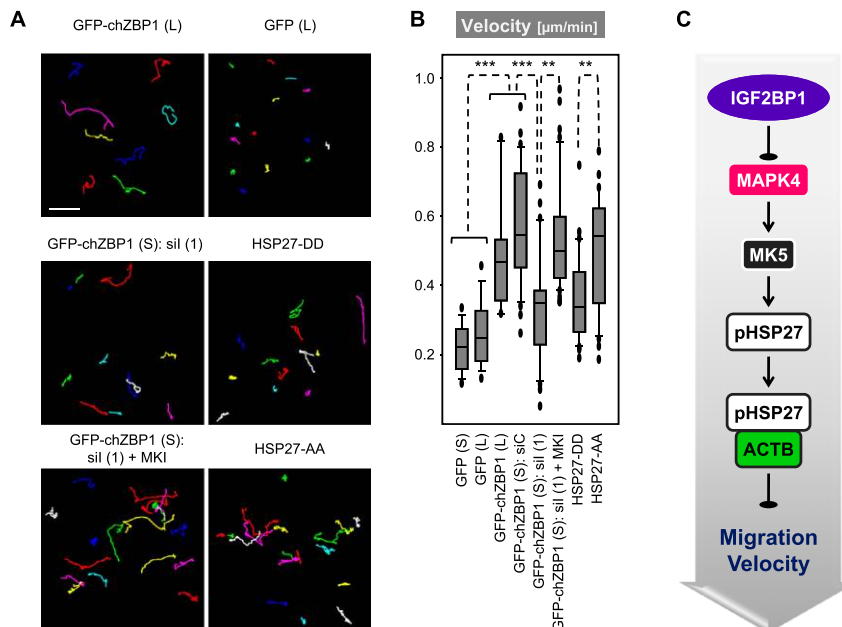 A
GFP-chZBP1 (L)
GFP (L)
GFP-chZBP1 (S): siI (1)
HSP27-DD
GFP-chZBP1 (S):
siI (1) + MKI
HSP27-AA
B
Velocity [µm/min]
*** *** ** **
1.0
0.8
0.6
0.4
0.2
GFP (S)
GFP (L)
GFP-chZBP1 (L)
GFP-chZBP1 (S): siC
GFP-chZBP1 (S): siI (1)
GFP-chZBP1 (S): siI (1) + MKI
HSP27-DD
HSP27-AA
C
IGF2BP1
MAPK4
MK5
pHSP27
pHSP27
ACTB
Migration
Velocity